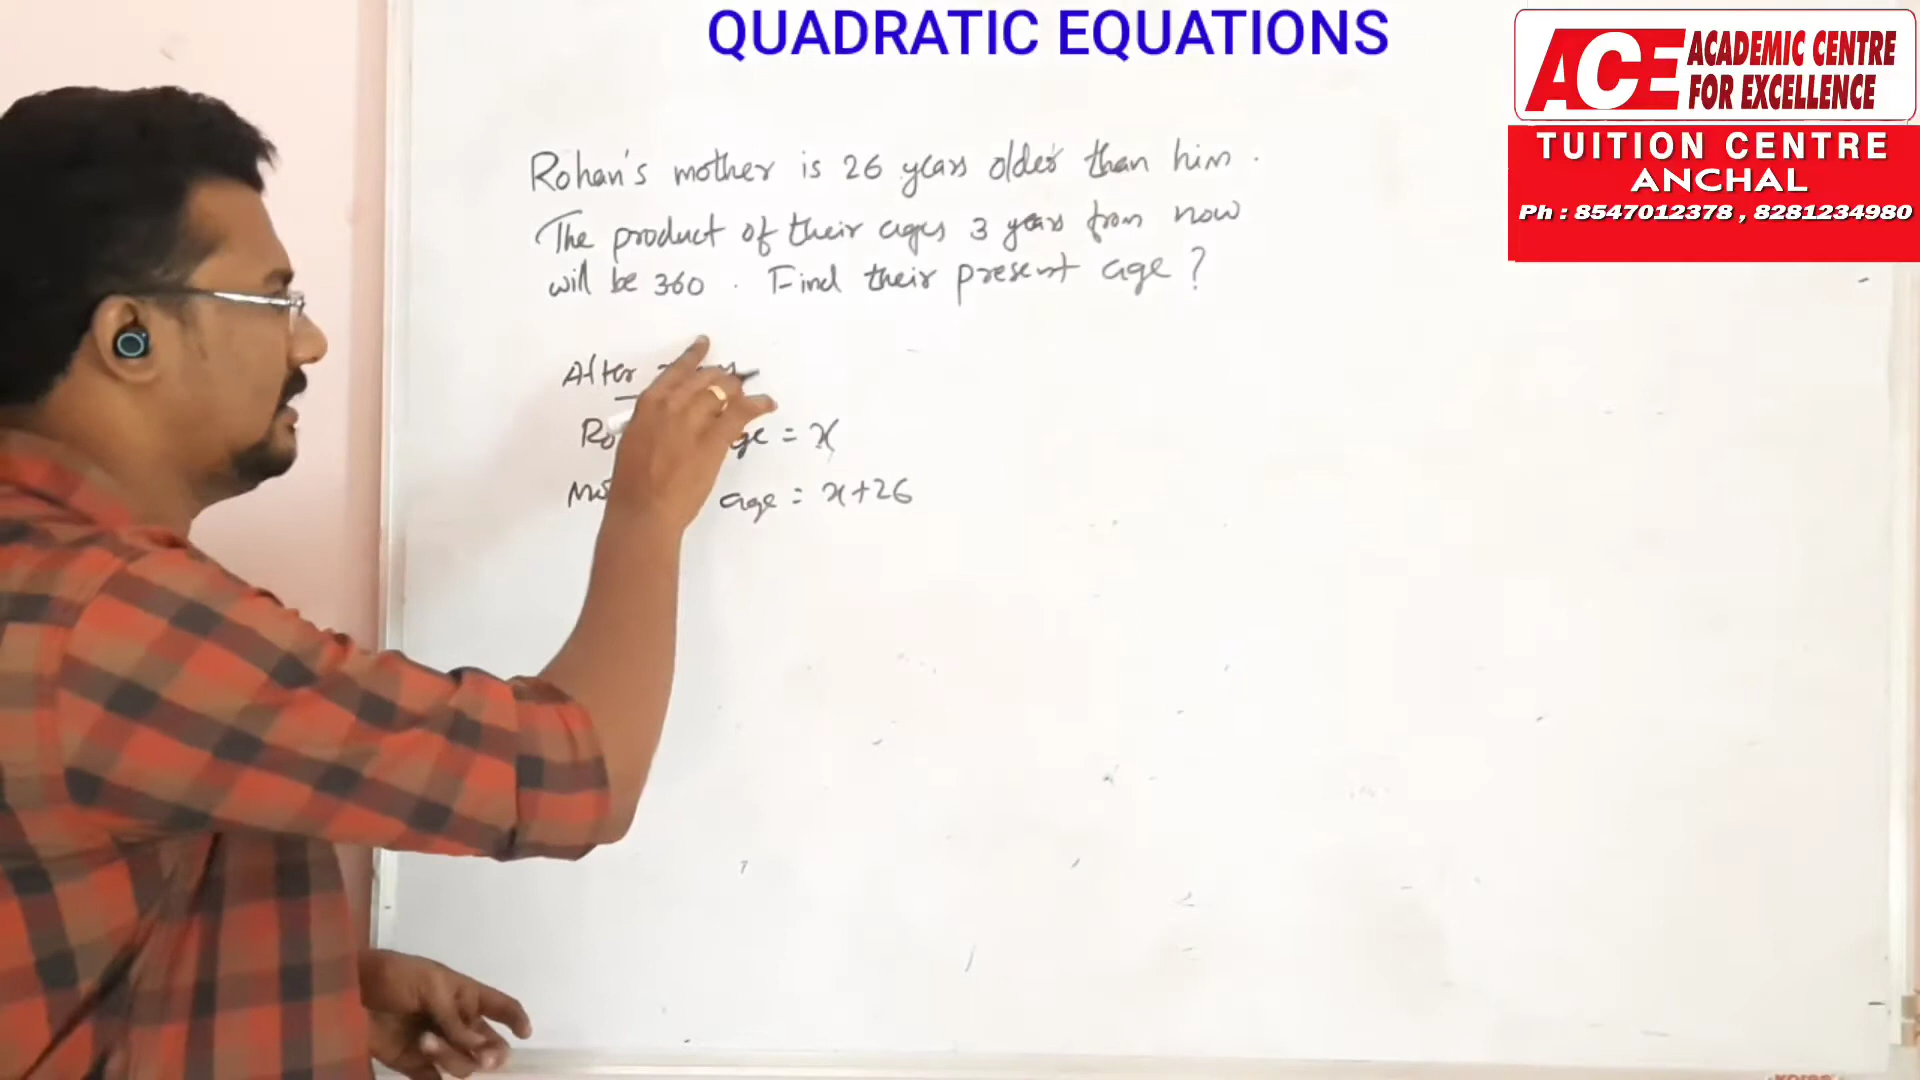 QUADRATIC EQUATIONS
ACE ACADEMIC CENTRE
FOR EXCELLENCE
TUITION CENTRE
ANCHAL
Ph : 8547012378 , 8281234980
Rohan's mother is 26 years older than him .
The product of their ages 3 years from now
will be 360 . Find their present age ?
After
= x
age = x+26